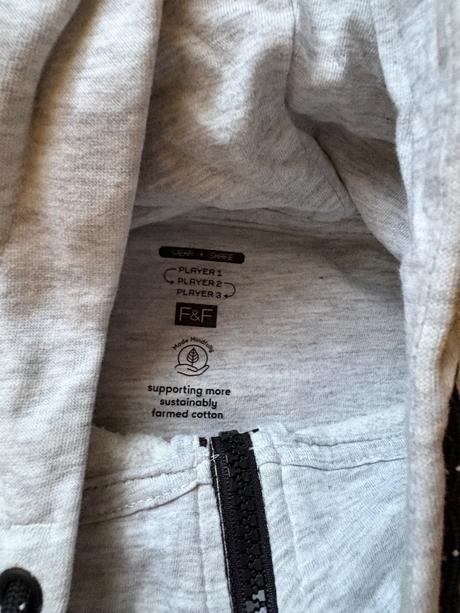 WEAR + SHARE
PLAYER 1
PLAYER 2
PLAYER 3
F&F
Made Mindfully
supporting more
sustainably
farmed cotton